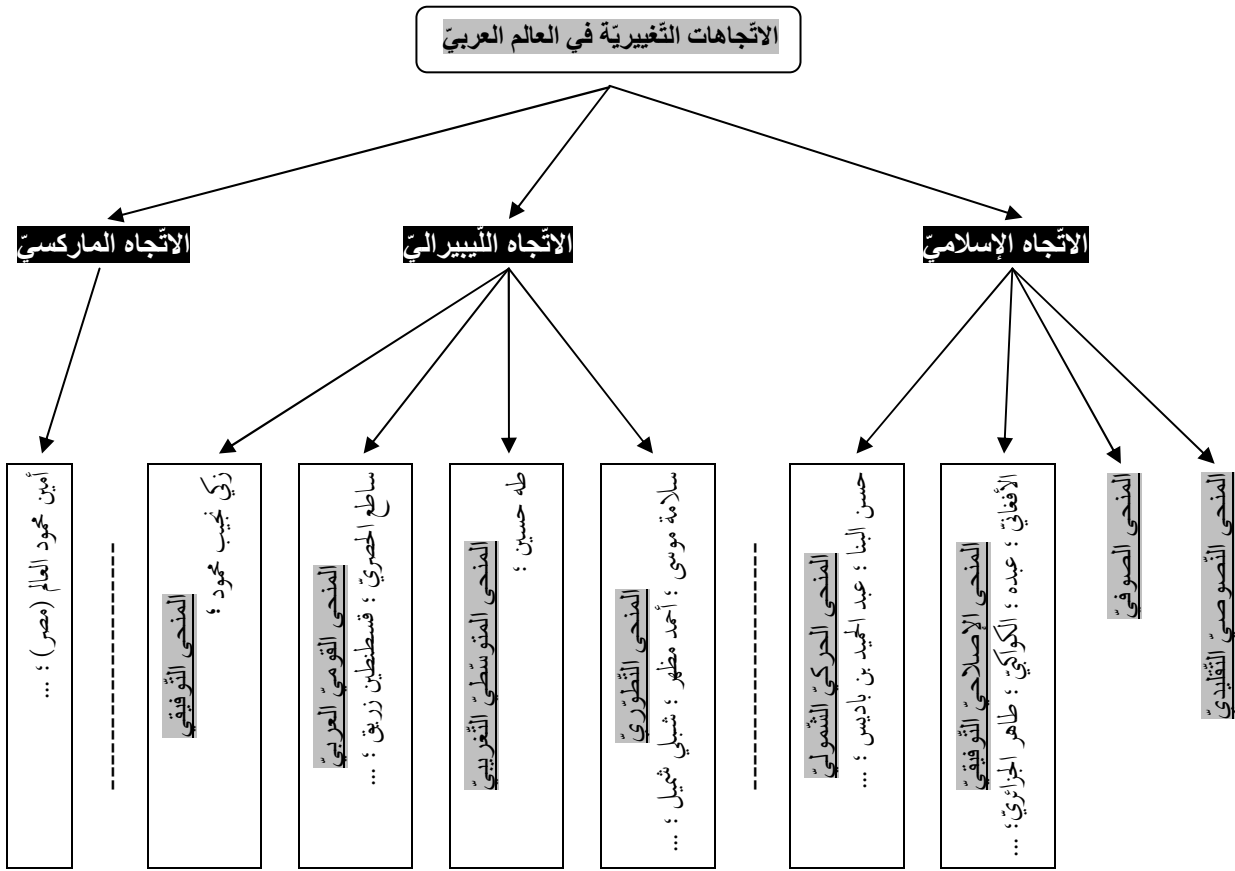 الاتّجاهات التّغييريّة في العالم العربيّ
الاتّجاه الإسلاميّ
الاتّجاه اللّيبيراليّ
الاتّجاه الماركسيّ
المنحى النّصوصيّ التّقليديّ
المنحى الصوفيّ
المنحى الإصلاحيّ التّوفيقيّ
الأفغانيّ ؛ عبده ؛ الكواكبيّ ؛ طاهر الجزائريّ؛ ...
المنحى الحركيّ الشّموليّ
حسن البنا ؛ عبد الحميد بن باديس ؛ ...
المنحى التّطوّريّ
سلامة موسى ؛ أحمد مظهر ؛ شبلي شميل ؛ ...
المنحى المتوسّطيّ التّغريبيّ
طه حسين ؛
المنحى القوميّ العربيّ
ساطع الحصريّ ؛ قسطنطين زريق ؛ ...
المنحى التّوفيقي
زكي نجيب محمود ؛
أمين محمود العالم (مصر) ؛ ...